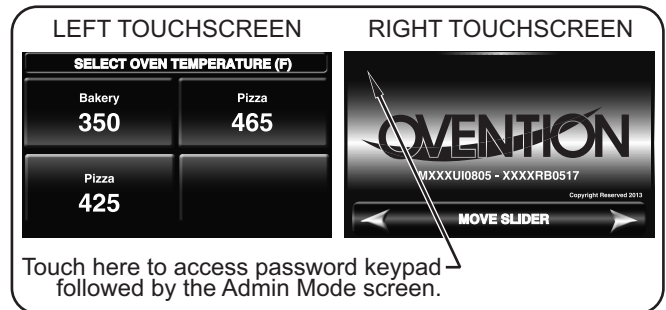 LEFT TOUCHSCREEN
RIGHT TOUCHSCREEN
SELECT OVEN TEMPERATURE (F)
Bakery
350
Pizza
465
Pizza
425
OVENTION
MXXXUI0805 - XXXXRB0517
Copyright Reserved 2013
MOVE SLIDER
Touch here to access password keypad
followed by the Admin Mode screen.